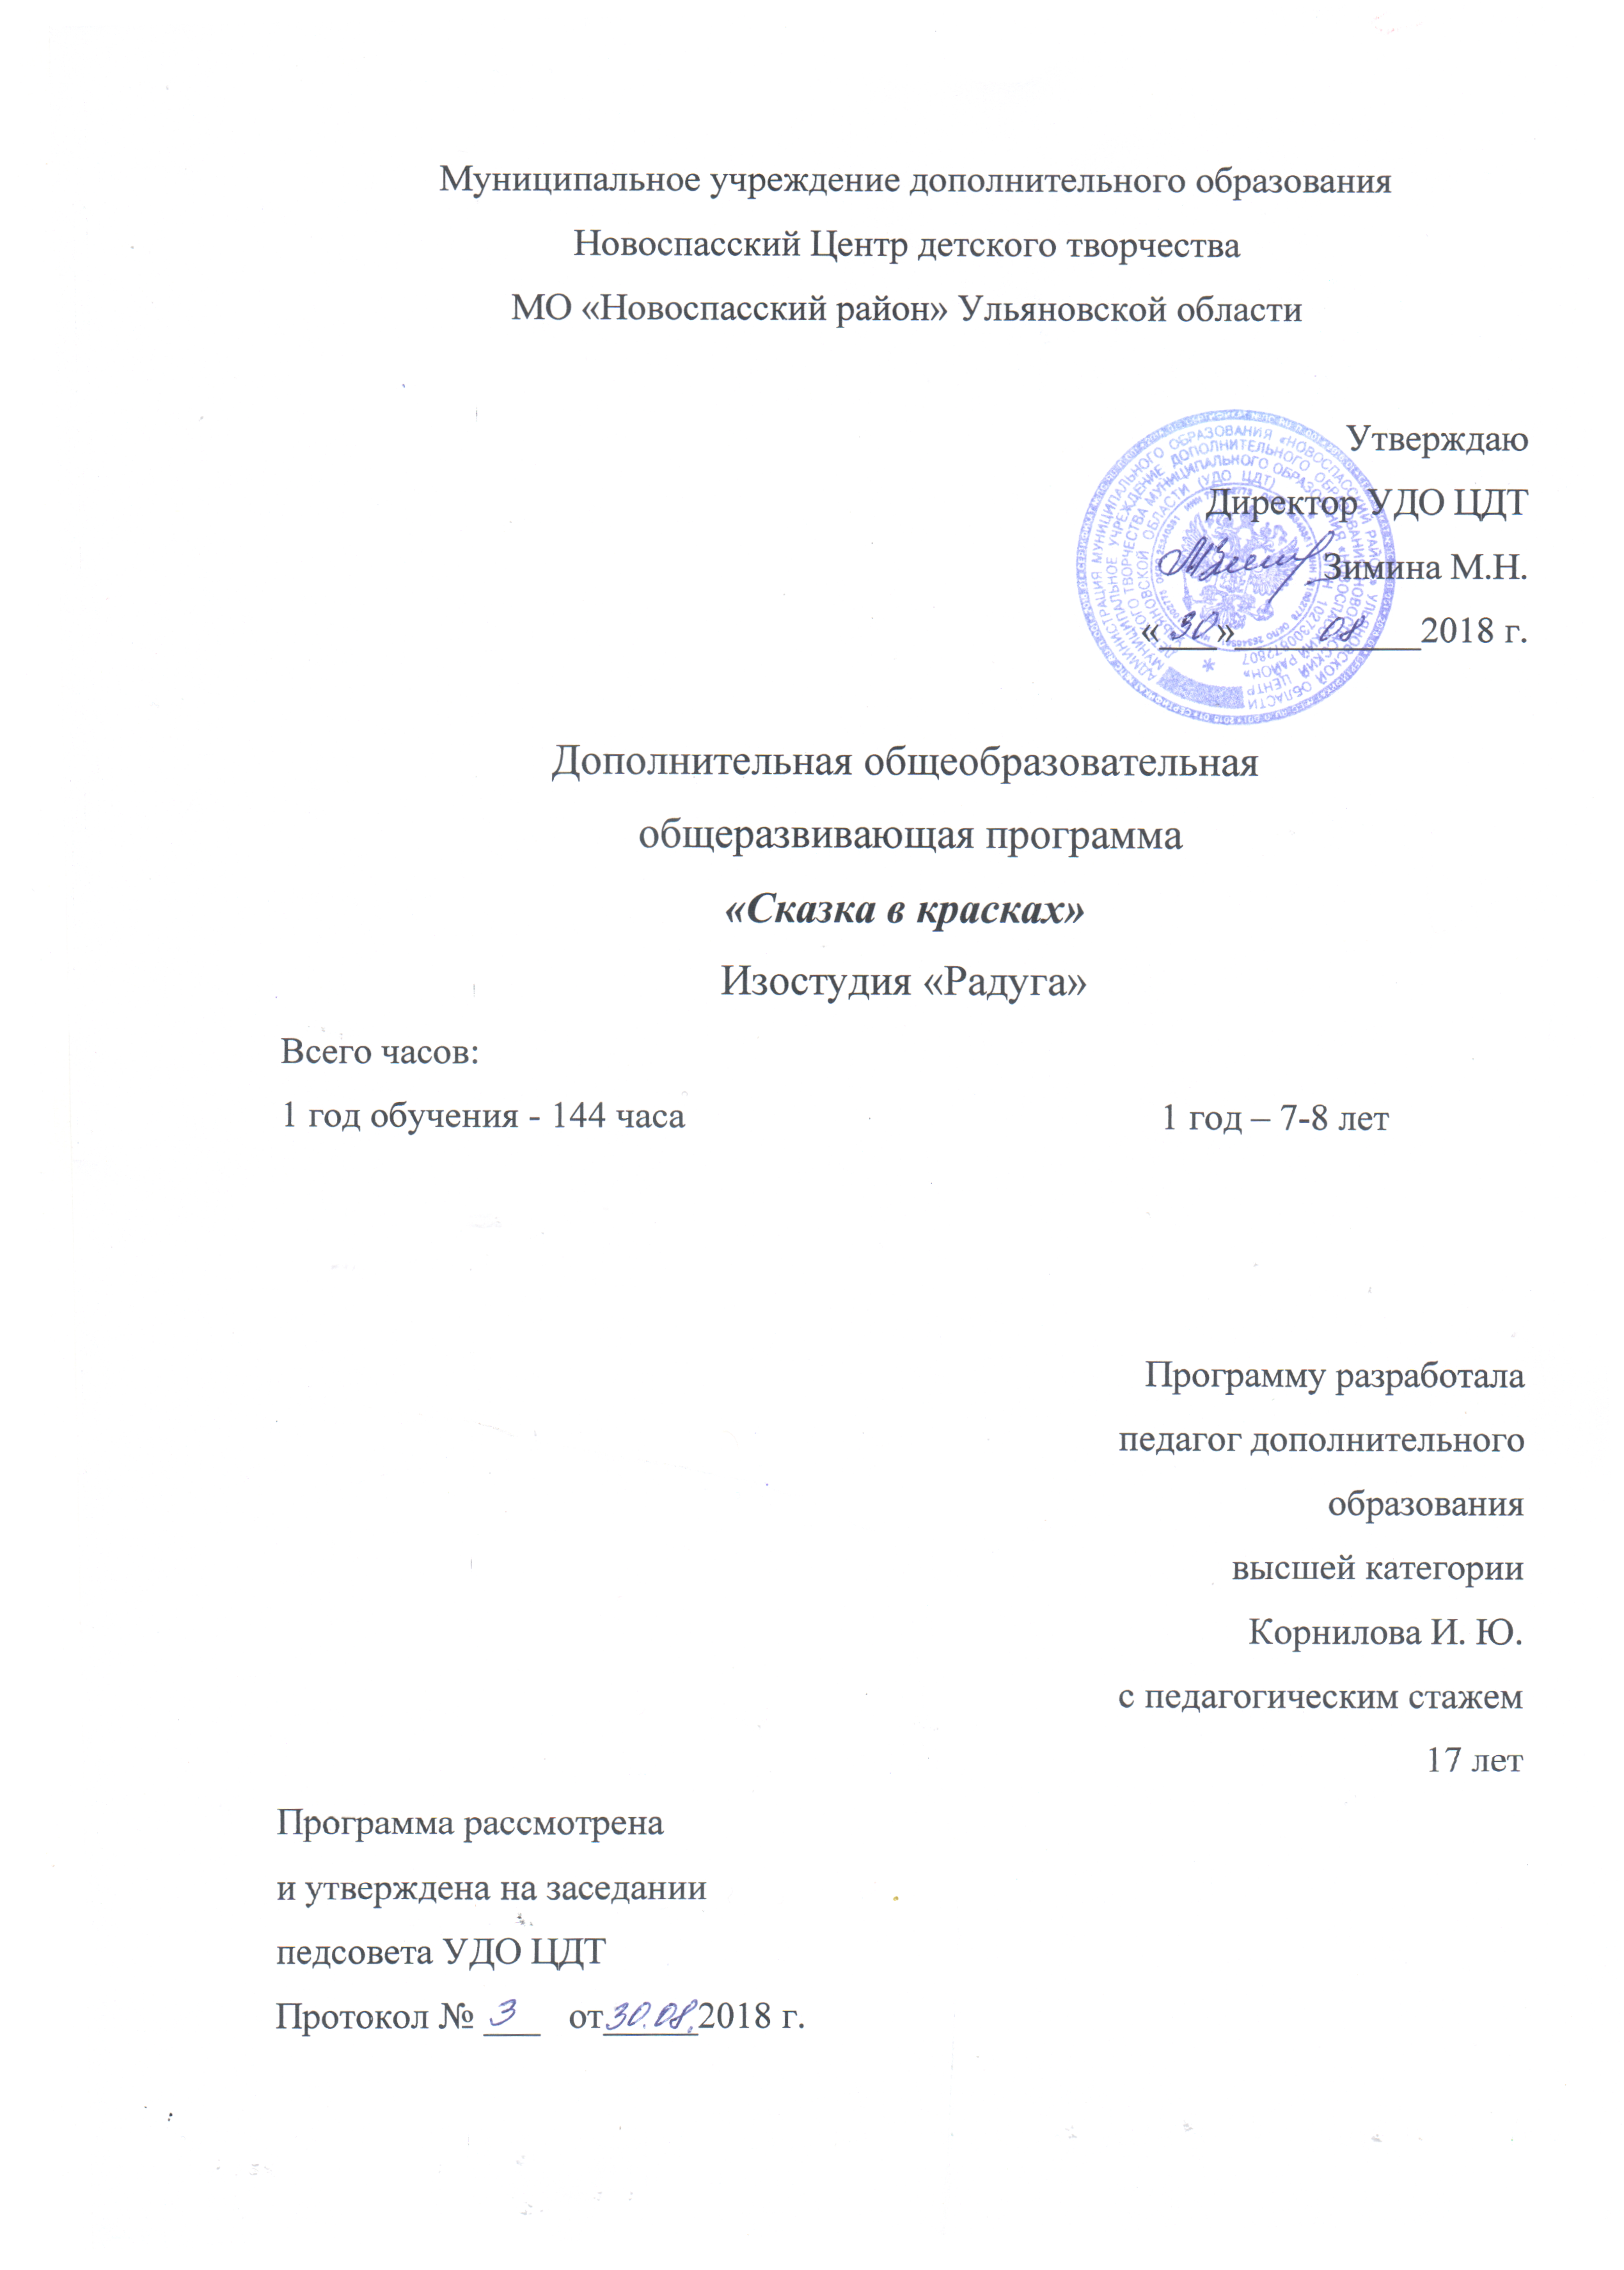 Муниципальное учреждение дополнительного образования
Новоспасский Центр детского творчества
МО «Новоспасский район» Ульяновской области
Утверждаю
Директор УДО ЦДТ
Зимина М.Н.
«30» 08 2018 г.
Дополнительная общеобразовательная
общеразвивающая программа
«Сказка в красках»
Изостудия «Радуга»
Всего часов:
1 год обучения - 144 часа 1 год – 7-8 лет
Программу разработала
педагог дополнительного
образования
высшей категории
Корнилова И. Ю.
с педагогическим стажем
17 лет
Программа рассмотрена
и утверждена на заседании
педсовета УДО ЦДТ
Протокол № 3 от 30.08.2018 г.